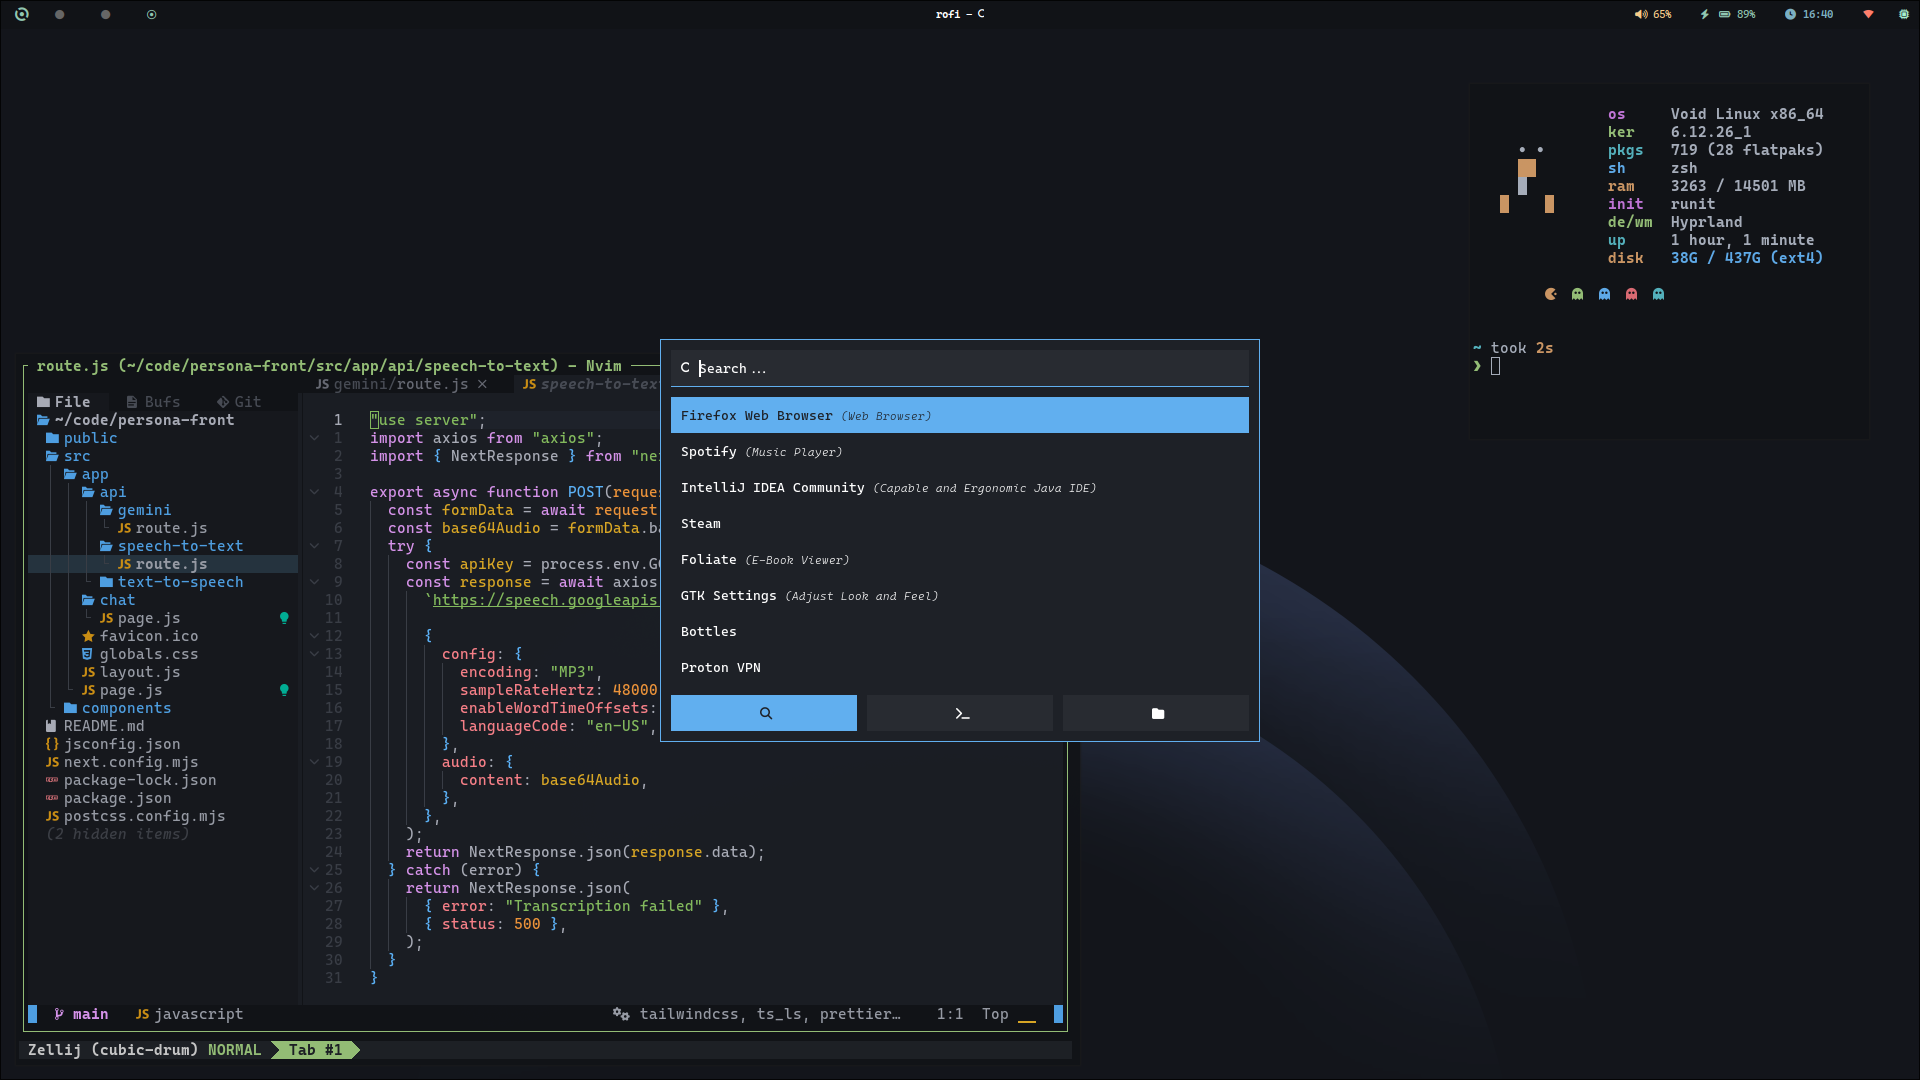 rofi - C
65%
89%
16:40
os Void Linux x86_64
ker 6.12.26_1
pkgs 719 (28 flatpaks)
sh zsh
ram 3263 / 14501 MB
init runit
de/wm Hyprland
up 1 hour, 1 minute
disk 38G / 437G (ext4)
~ took 2s
❯
route.js (~/code/persona-front/src/app/api/speech-to-text) - Nvim
JS gemini/route.js ×
JS speech-to-tex
File Bufs Git
~/code/persona-front
public
src
app
api
gemini
JS route.js
speech-to-text
JS route.js
text-to-speech
chat
JS page.js
favicon.ico
globals.css
JS layout.js
JS page.js
components
README.md
{} jsconfig.json
JS next.config.mjs
package-lock.json
package.json
JS postcss.config.mjs
(2 hidden items)
1 "use server";
1 import axios from "axios";
2 import { NextResponse } from "ne
3
4 export async function POST(reque
5 const formData = await request
6 const base64Audio = formData.ba
7 try {
8 const apiKey = process.env.G
9 const response = await axios
10 `https://speech.googleapis
11
12 {
13 config: {
14 encoding: "MP3",
15 sampleRateHertz: 48000
16 enableWordTimeOffsets:
17 languageCode: "en-US",
18 },
19 audio: {
20 content: base64Audio,
21 },
22 },
23 );
24 return NextResponse.json(response.data);
25 } catch (error) {
26 return NextResponse.json(
27 { error: "Transcription failed" },
28 { status: 500 },
29 );
30 }
31 }
main JS javascript tailwindcss, ts_ls, prettier… 1:1 Top
Zellij (cubic-drum) NORMAL Tab #1
C Search ...
Firefox Web Browser (Web Browser)
Spotify (Music Player)
IntelliJ IDEA Community (Capable and Ergonomic Java IDE)
Steam
Foliate (E-Book Viewer)
GTK Settings (Adjust Look and Feel)
Bottles
Proton VPN
>_